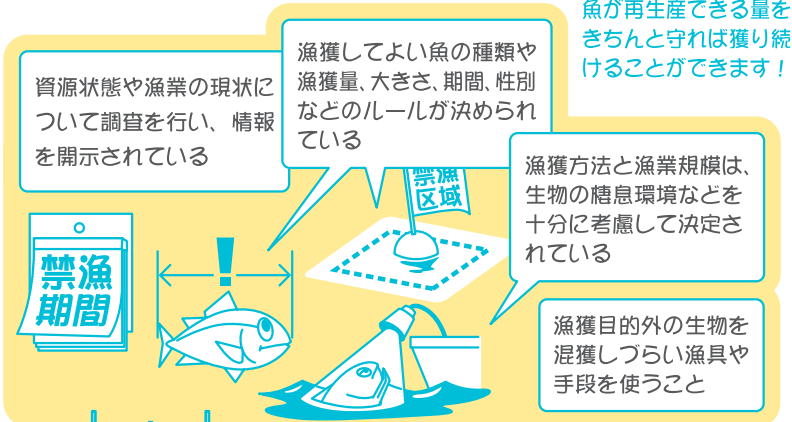 魚が再生産できる量を
きちんと守れば獲り続
けることができます！
漁獲してよい魚の種類や
漁獲量、大きさ、期間、性別
などのルールが決められ
ている
資源状態や漁業の現状に
ついて調査を行い、情報
を開示されている
禁漁
区域
漁獲方法と漁業規模は、
生物の棲息環境などを
十分に考慮して決定さ
れている
禁漁
期間
!
漁獲目的外の生物を
混獲しづらい漁具や
手段を使うこと